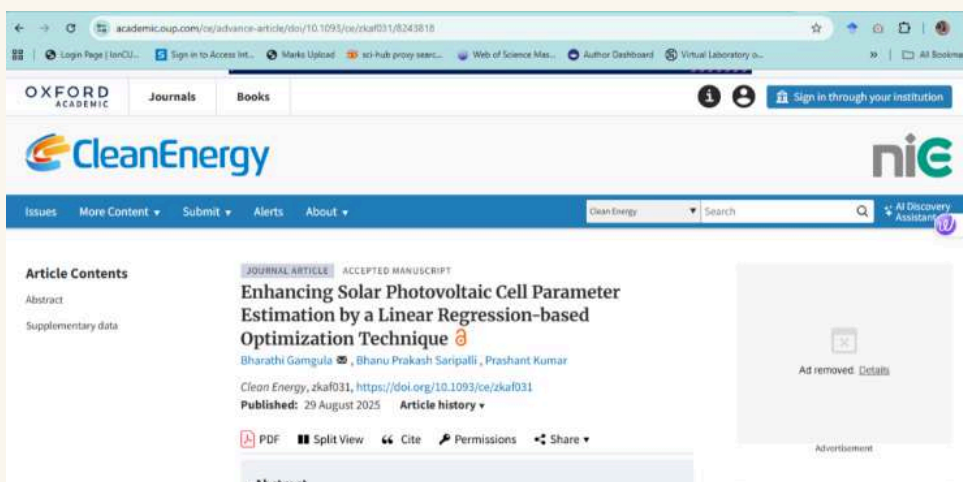 academic.oup.com/ce/advance-article/doi/10.1093/ce/zkaf031/8243818
Login Page | IonCU... Sign in to Access Int... Marks Upload sci-hub proxy searc... Web of Science Mas... Author Dashboard Virtual Laboratory o... » All Bookma
OXFORD
ACADEMIC
Journals Books
Sign in through your institution
CleanEnergy
nice
Issues More Content Submit Alerts About
Clean Energy Search
AI Discovery
Assistant
Article Contents
Abstract
Supplementary data
JOURNAL ARTICLE ACCEPTED MANUSCRIPT
Enhancing Solar Photovoltaic Cell Parameter
Estimation by a Linear Regression-based
Optimization Technique
Bharathi Gamgula , Bhanu Prakash Saripalli , Prashant Kumar
Clean Energy, zkaf031, https://doi.org/10.1093/ce/zkaf031
Published: 29 August 2025 Article history
PDF Split View Cite Permissions Share
Ad removed. Details
Advertisement